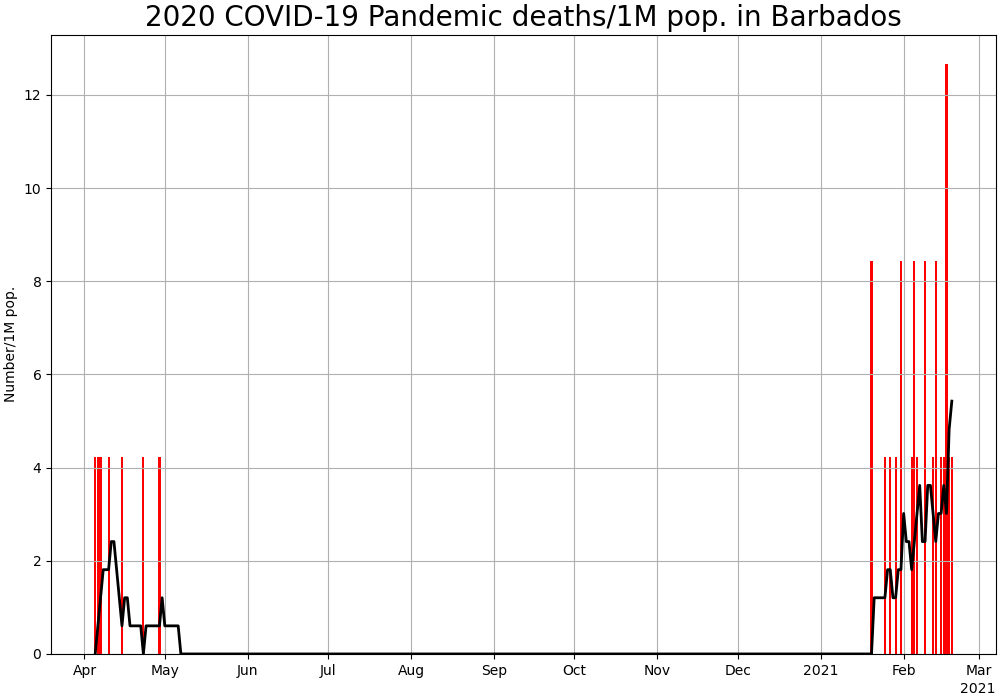 2020 COVID-19 Pandemic deaths/1M pop. in Barbados
Number/1M pop.
12
10
8
6
4
2
0
Apr May Jun Jul Aug Sep Oct Nov Dec 2021 Feb Mar
2021